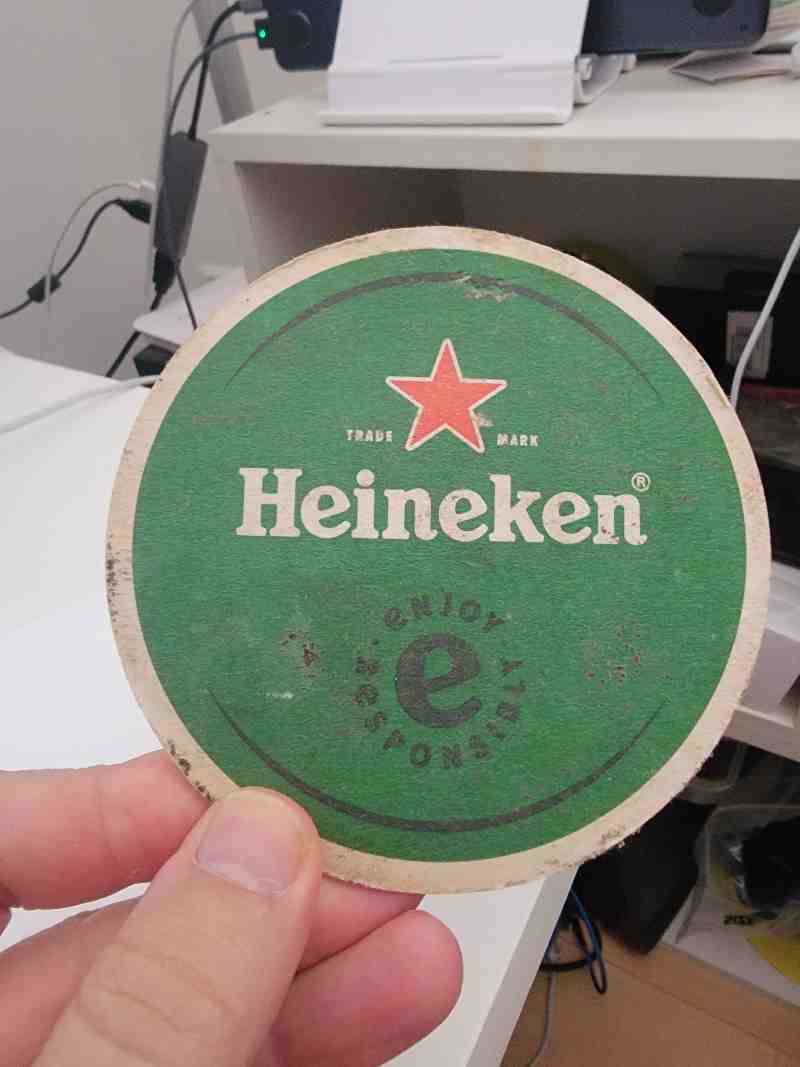 TRADE MARK
Heineken®
enjoy
e
RESPONSIBLY